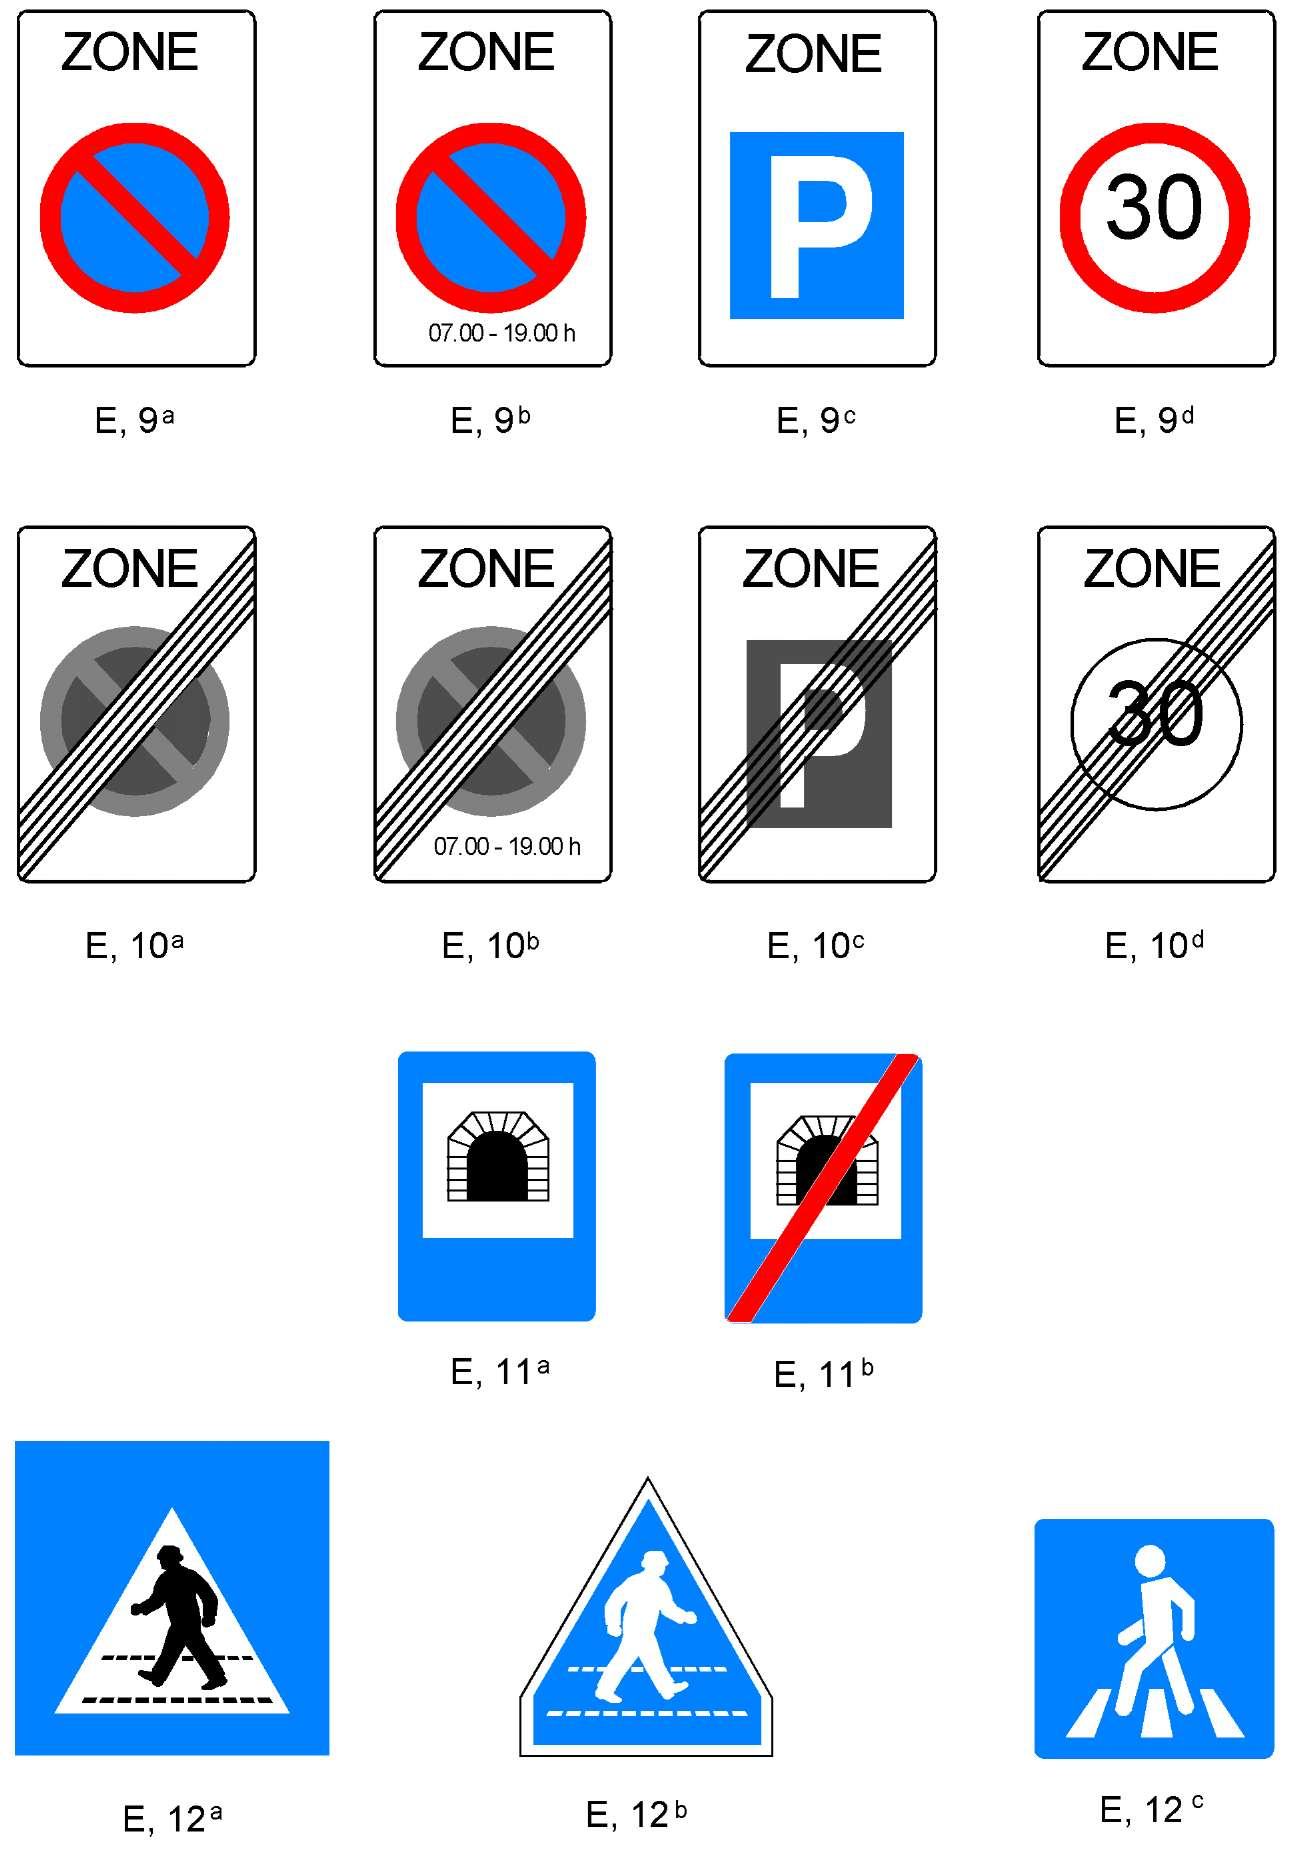 ZONE
ZONE
ZONE
ZONE
P
30
07.00 - 19.00 h
E, 9a
E, 9b
E, 9c
E, 9d
ZONE
ZONE
ZONE
ZONE
P
30
07.00 - 19.00 h
E, 10a
E, 10b
E, 10c
E, 10d
E, 11a
E, 11b
E, 12a
E, 12b
E, 12c